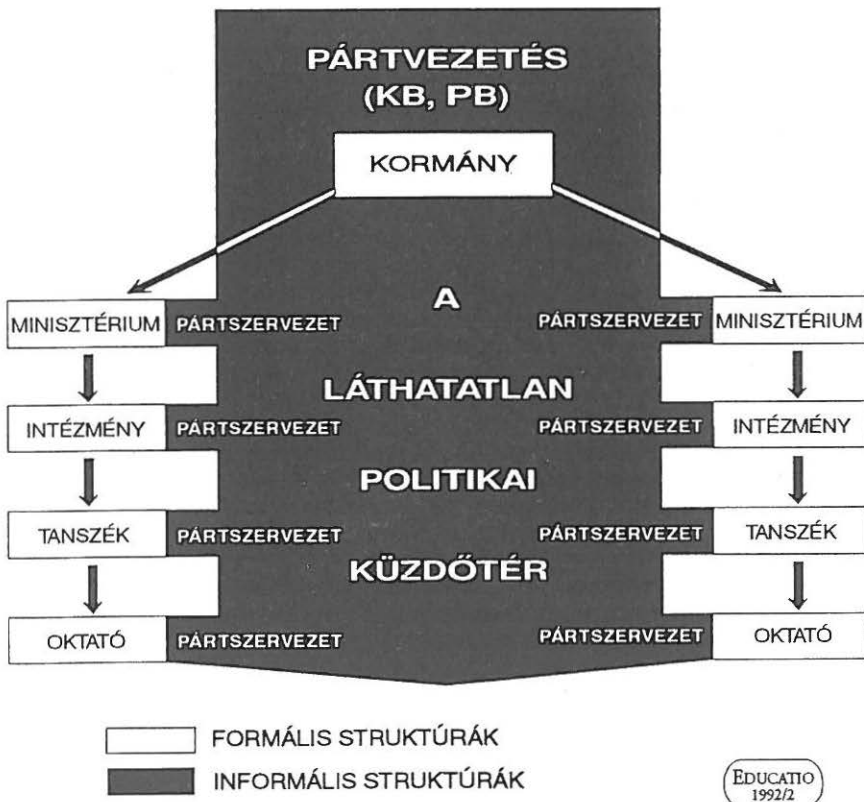 PÁRTVEZETÉS
(KB, PB)
KORMÁNY
A
MINISZTÉRIUM PÁRTSZERVEZET PÁRTSZERVEZET MINISZTÉRIUM
LÁTHATATLAN
INTÉZMÉNY PÁRTSZERVEZET PÁRTSZERVEZET INTÉZMÉNY
POLITIKAI
TANSZÉK PÁRTSZERVEZET PÁRTSZERVEZET TANSZÉK
KÜZDŐTÉR
OKTATÓ PÁRTSZERVEZET PÁRTSZERVEZET OKTATÓ
FORMÁLIS STRUKTÚRÁK
INFORMÁLIS STRUKTÚRÁK
EDUCATIO
1992/2